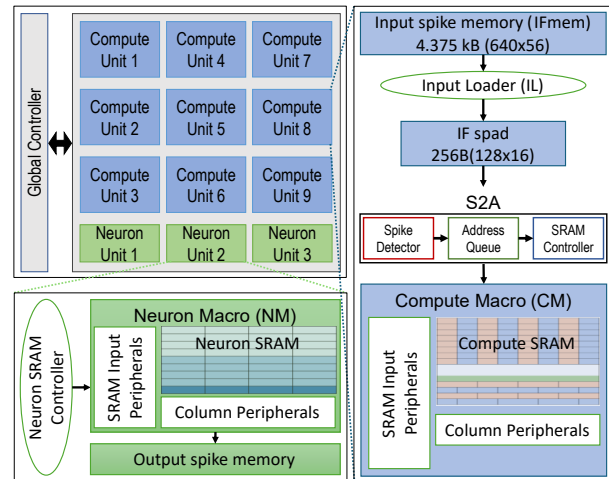 Global Controller
Compute
Unit 1
Compute
Unit 4
Compute
Unit 7
Compute
Unit 2
Compute
Unit 5
Compute
Unit 8
Compute
Unit 3
Compute
Unit 6
Compute
Unit 9
Neuron
Unit 1
Neuron
Unit 2
Neuron
Unit 3
Neuron SRAM
Controller
Neuron Macro (NM)
SRAM Input
Peripherals
Neuron SRAM
Column Peripherals
Output spike memory
Input spike memory (IFmem)
4.375 kB (640x56)
Input Loader (IL)
IF spad
256B(128x16)
S2A
Spike
Detector
Address
Queue
SRAM
Controller
Compute Macro (CM)
SRAM Input
Peripherals
Compute SRAM
Column Peripherals